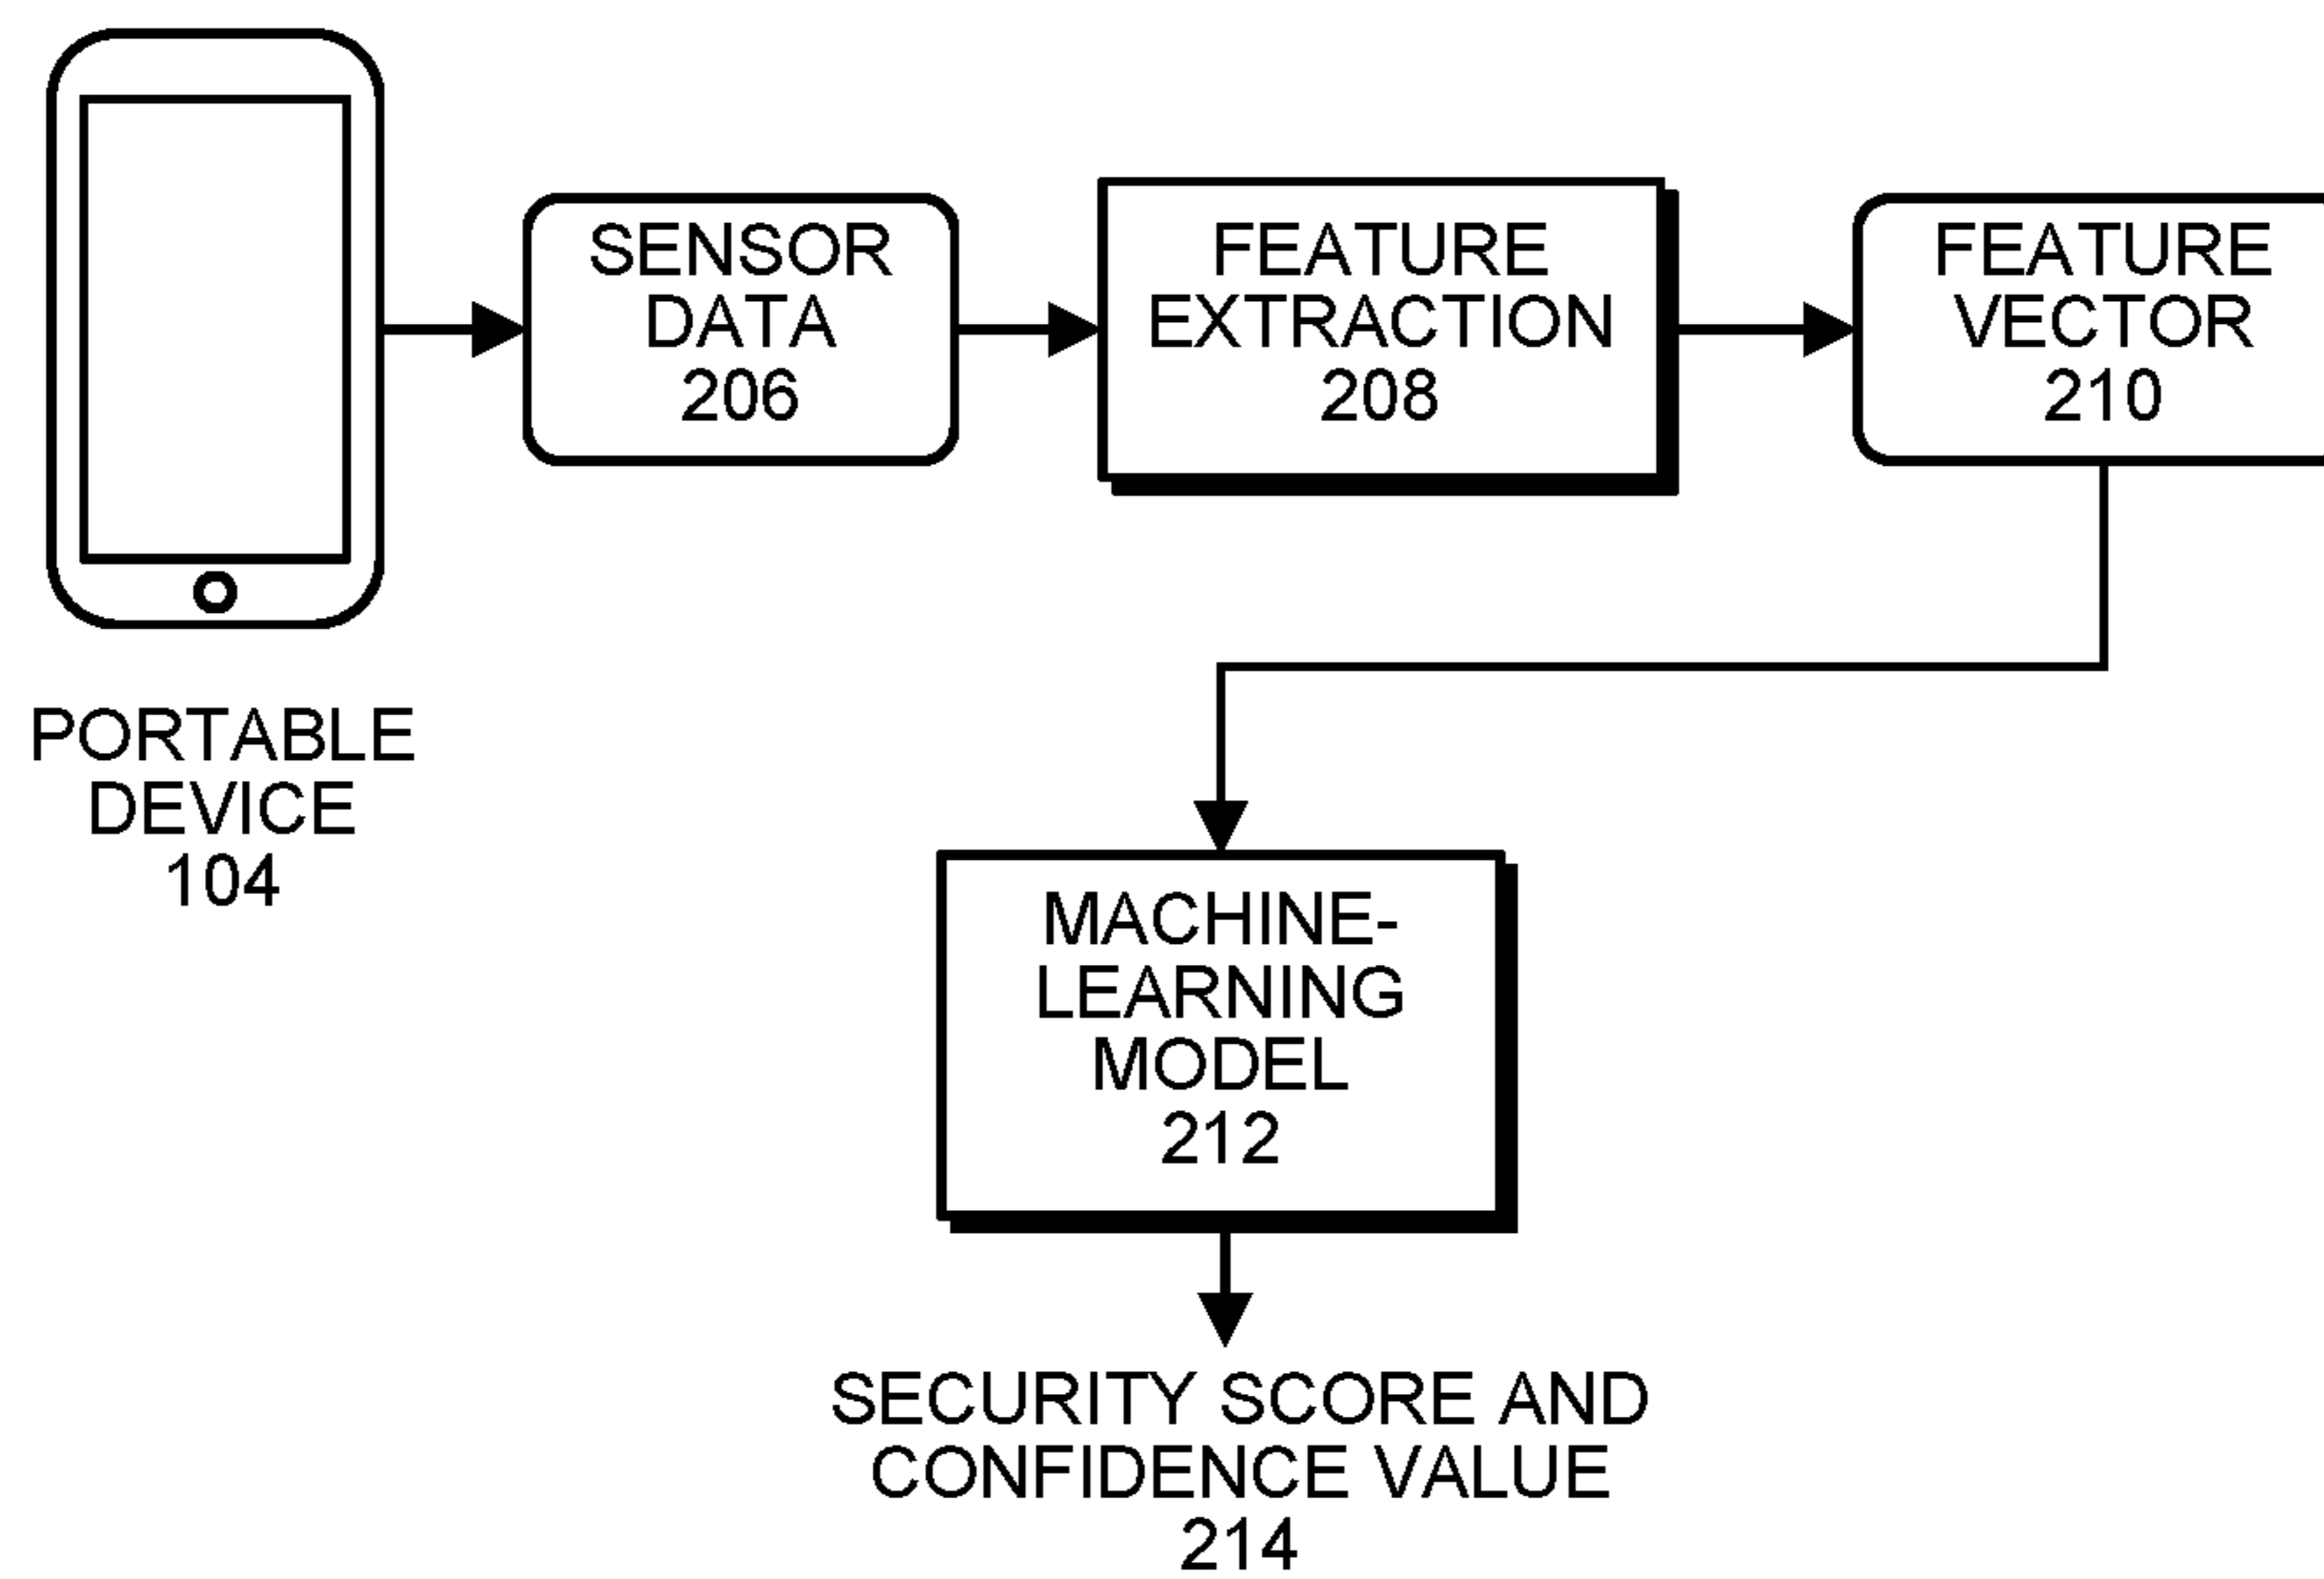 SENSOR
DATA
206
FEATURE
EXTRACTION
208
FEATURE
VECTOR
210
PORTABLE
DEVICE
104
MACHINE-
LEARNING
MODEL
212
SECURITY SCORE AND
CONFIDENCE VALUE
214